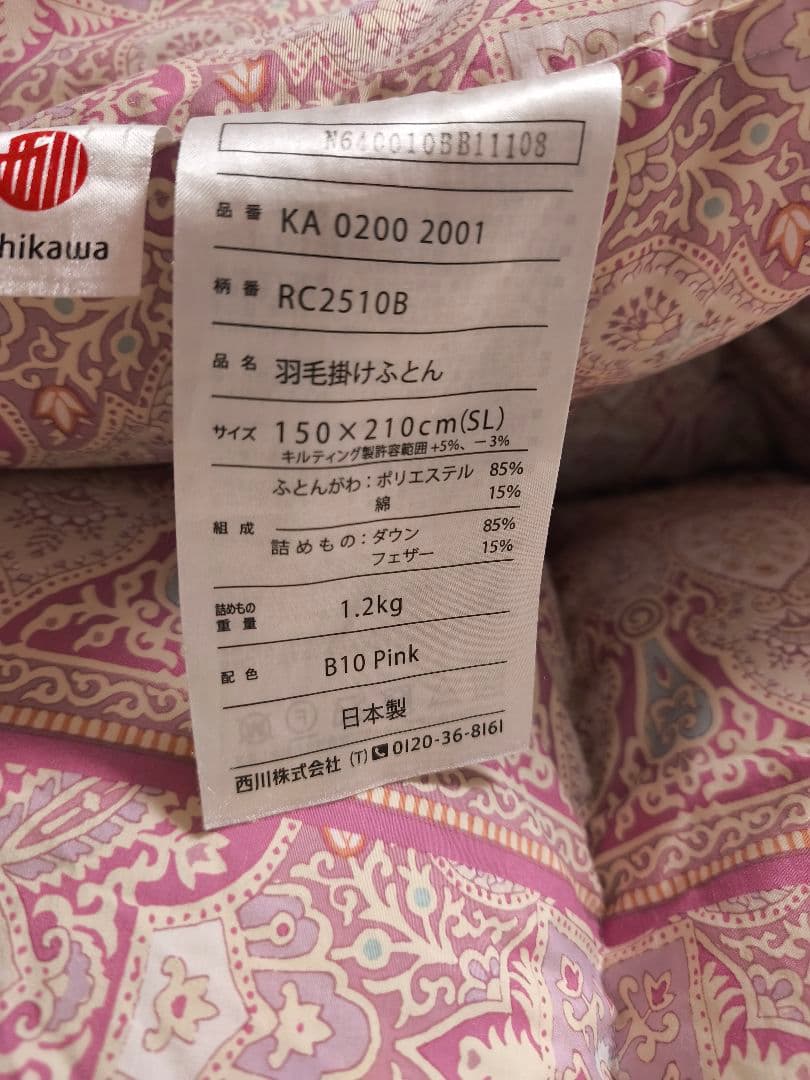 hikawa
N640010BB11108
品番 KA 0200 2001
柄番 RC2510B
品名 羽毛掛けふとん
サイズ 150×210cm(SL)
キルティング製許容範囲+5%、-3%
組成 ふとんがわ:ポリエステル 85%
綿 15%
詰めもの:ダウン 85%
フェザー 15%
詰めもの重量 1.2kg
配色 B10 Pink
日本製
西川株式会社 (T) 0120-36-8161